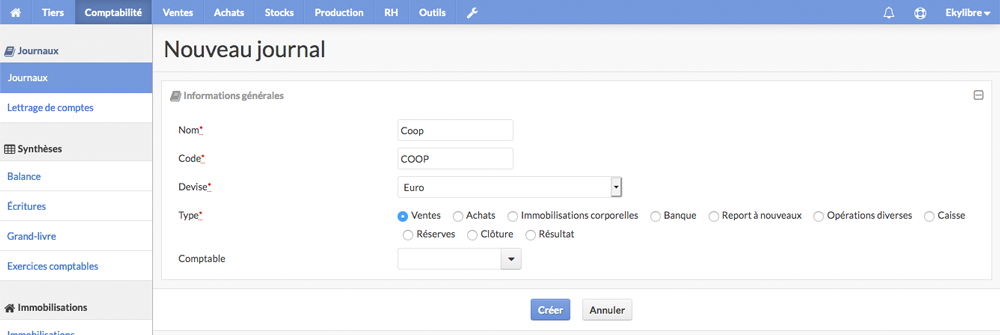 Tiers Comptabilité Ventes Achats Stocks Production RH Outils Ekylibre
Journaux
Journaux
Lettrage de comptes
Synthèses
Balance
Écritures
Grand-livre
Exercices comptables
Immobilisations
Immobilisations
Nouveau journal
Informations générales
Nom* Coop
Code* COOP
Devise* Euro
Type* Ventes Achats Immobilisations corporelles Banque Report à nouveaux Opérations diverses Caisse
Réserves Clôture Résultat
Comptable
Créer Annuler